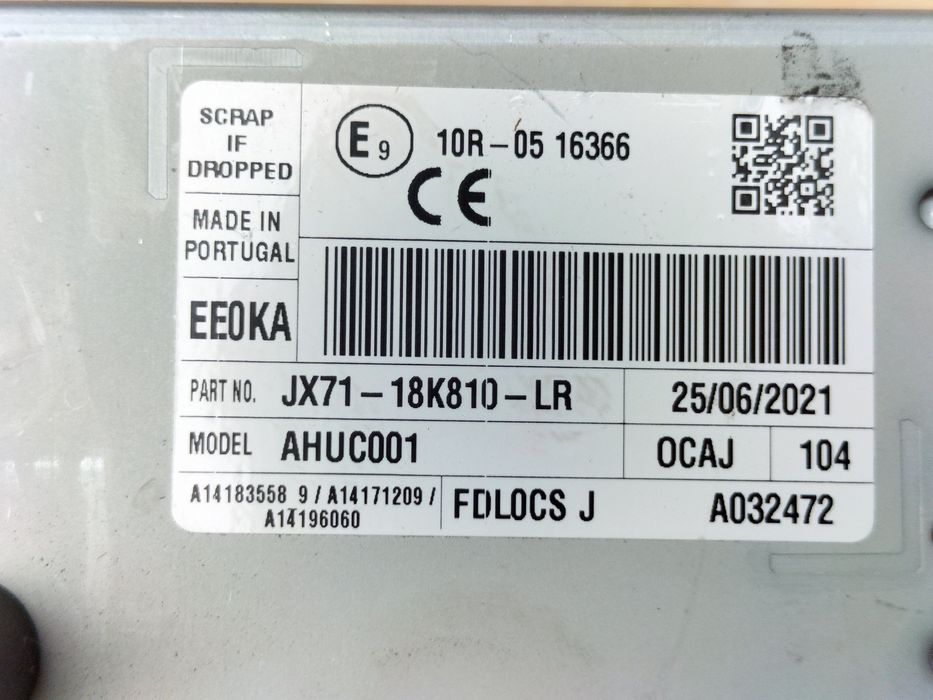 SCRAP
IF
DROPPED
E9 10R-05 16366
CE
MADE IN
PORTUGAL
EE0KA
PART NO. JX71-18K810-LR 25/06/2021
MODEL AHUC001 OCAJ 104
A14183558 9 / A14171209 /
A14196060
FDLOCS J A032472